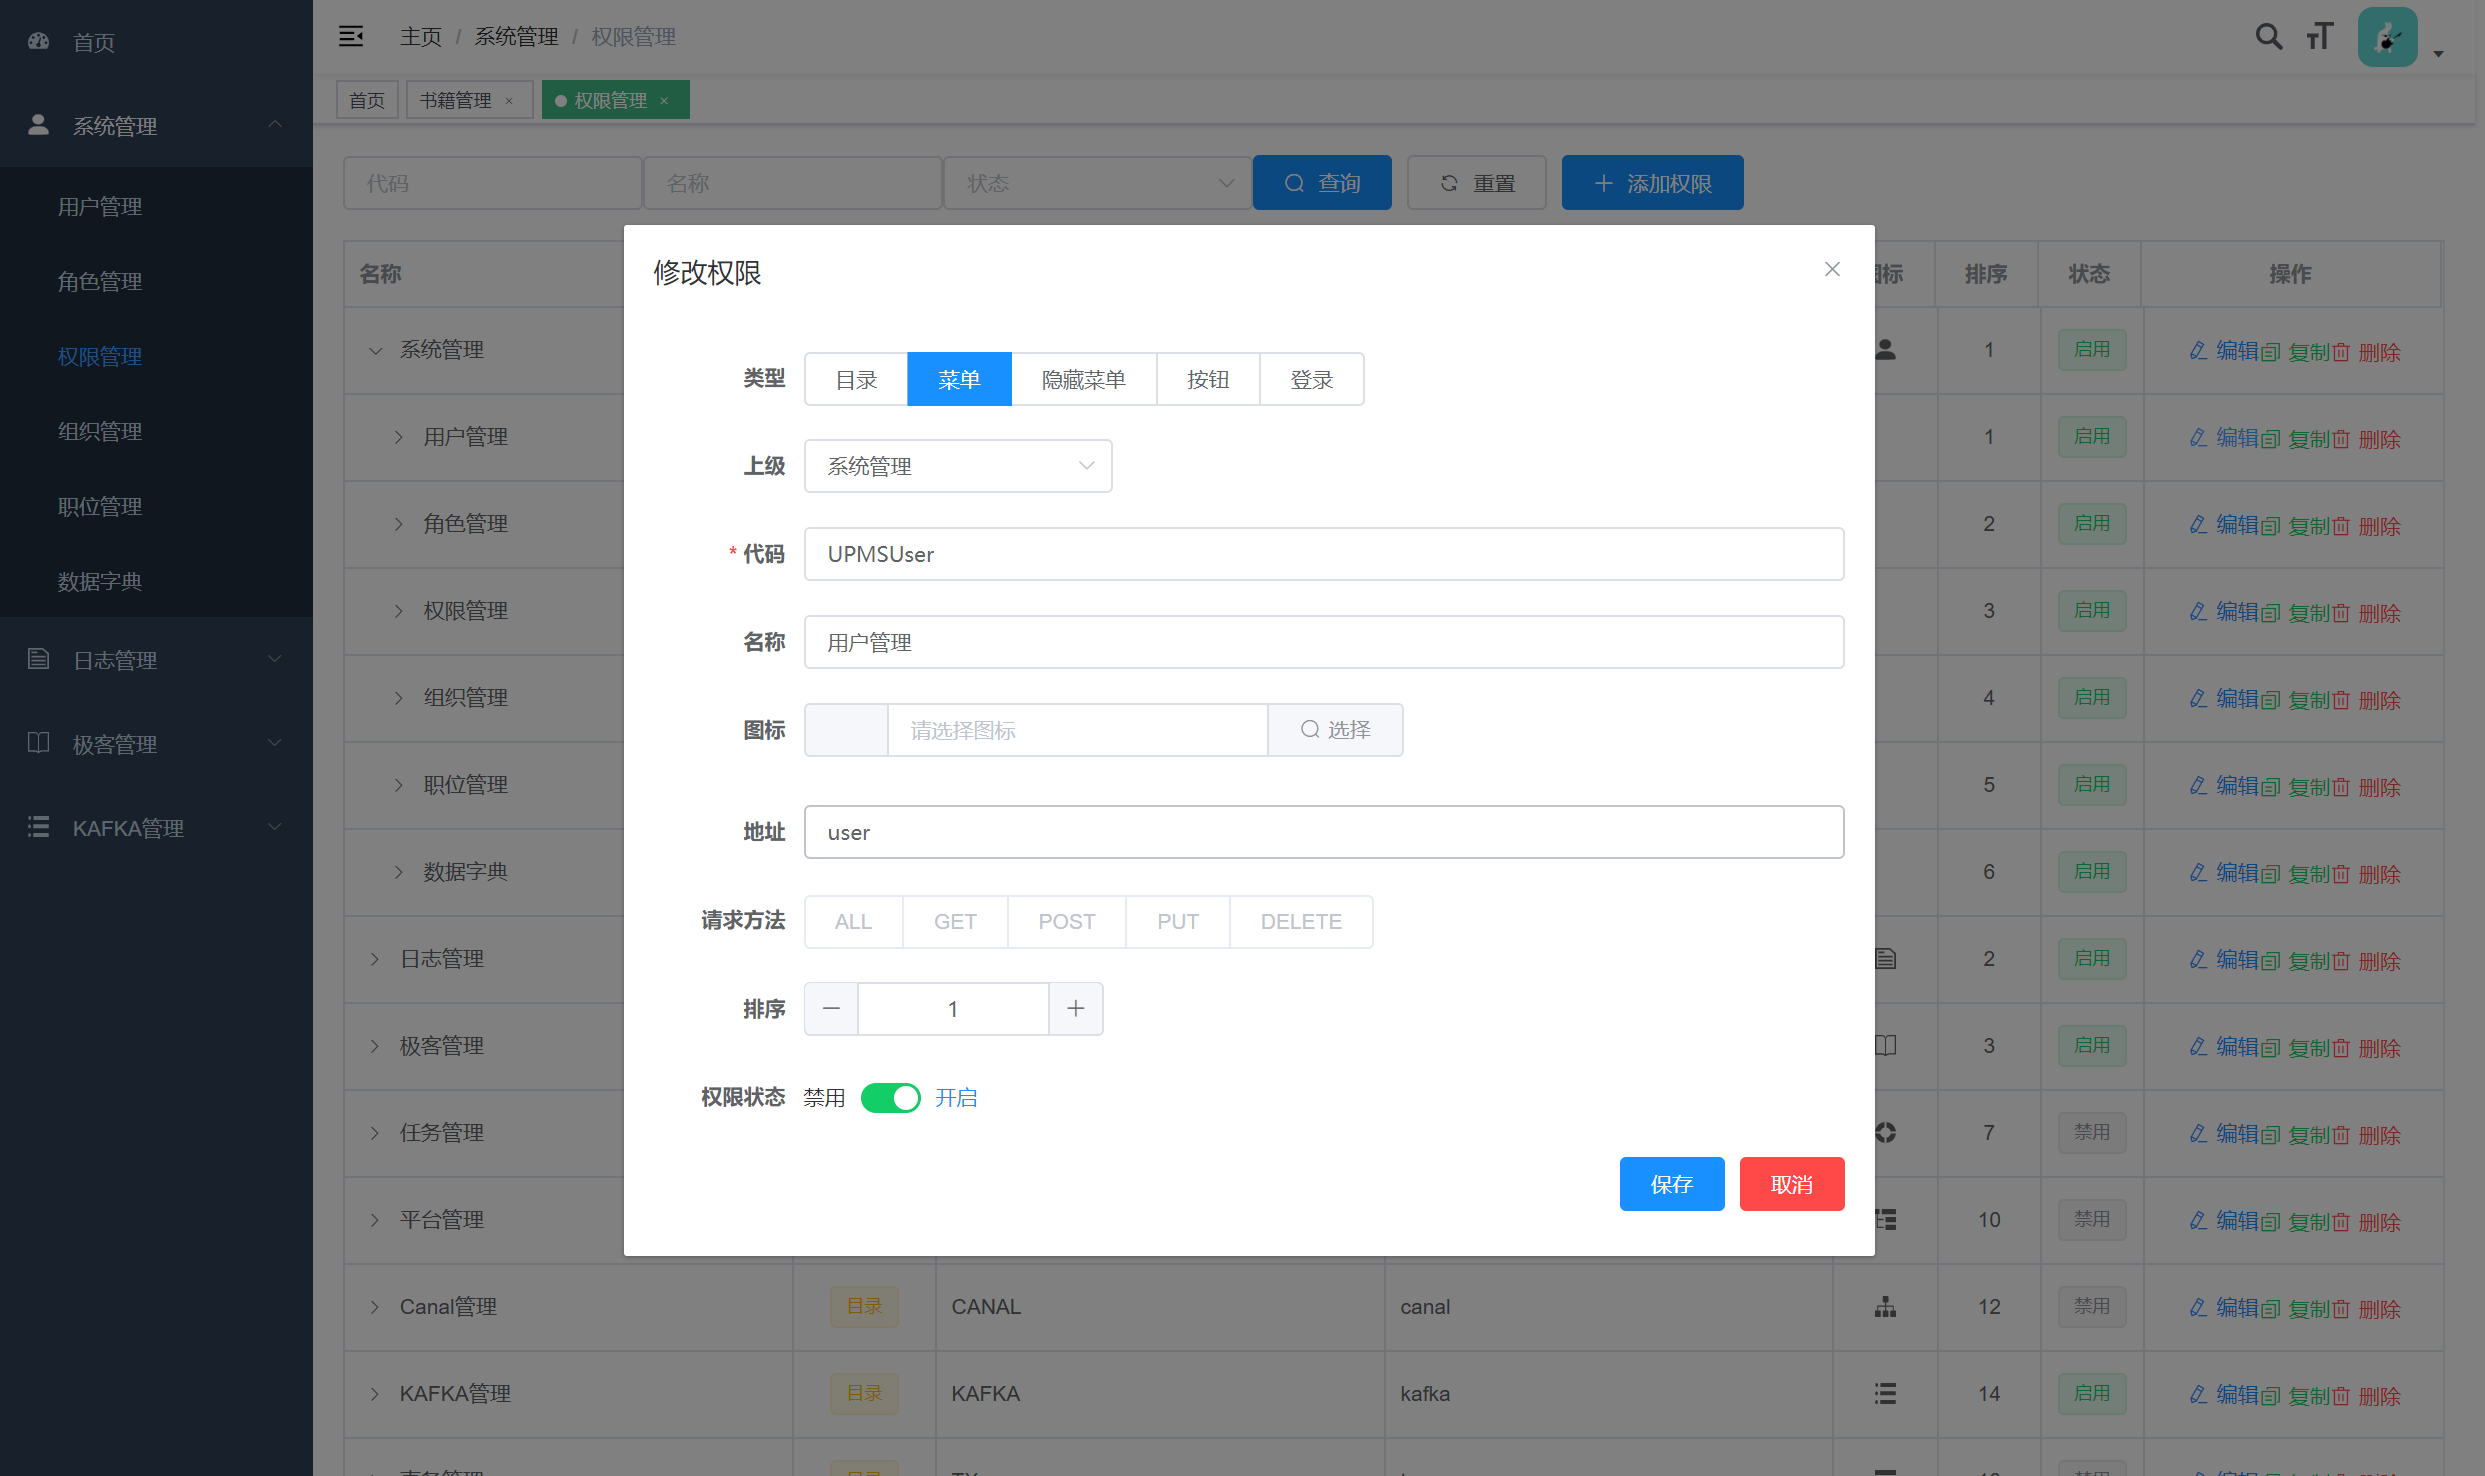 首页
系统管理
用户管理
角色管理
权限管理
组织管理
职位管理
数据字典
日志管理
极客管理
KAFKA管理
主页 / 系统管理 / 权限管理
首页 书籍管理 × 权限管理 ×
代码 名称 状态 查询 重置 添加权限
名称 图标 排序 状态 操作
系统管理 1 启用 编辑 复制 删除
用户管理 1 启用 编辑 复制 删除
角色管理 2 启用 编辑 复制 删除
权限管理 3 启用 编辑 复制 删除
组织管理 4 启用 编辑 复制 删除
职位管理 5 启用 编辑 复制 删除
数据字典 6 启用 编辑 复制 删除
日志管理 2 启用 编辑 复制 删除
极客管理 3 启用 编辑 复制 删除
任务管理 7 禁用 编辑 复制 删除
平台管理 10 禁用 编辑 复制 删除
Canal管理 目录 CANAL canal 12 禁用 编辑 复制 删除
KAFKA管理 目录 KAFKA kafka 14 启用 编辑 复制 删除
修改权限
类型 目录 菜单 隐藏菜单 按钮 登录
上级 系统管理
* 代码 UPMSUser
名称 用户管理
图标 请选择图标 选择
地址 user
请求方法 ALL GET POST PUT DELETE
排序 1
权限状态 禁用 开启
保存 取消